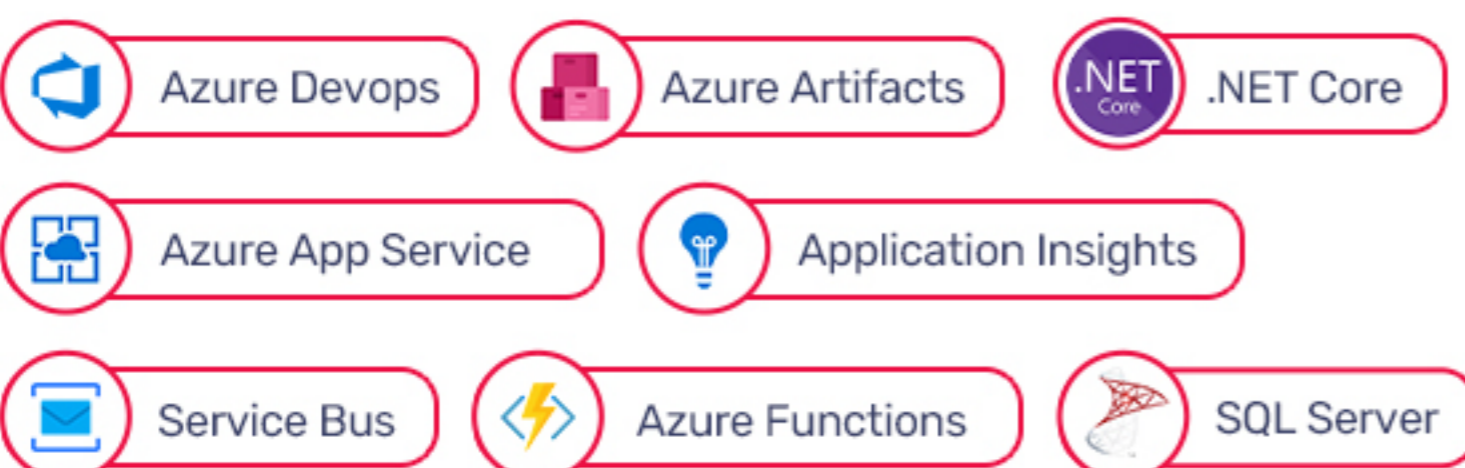 Azure Devops
Azure Artifacts
.NET Core
.NET Core
Azure App Service
Application Insights
Service Bus
Azure Functions
SQL Server